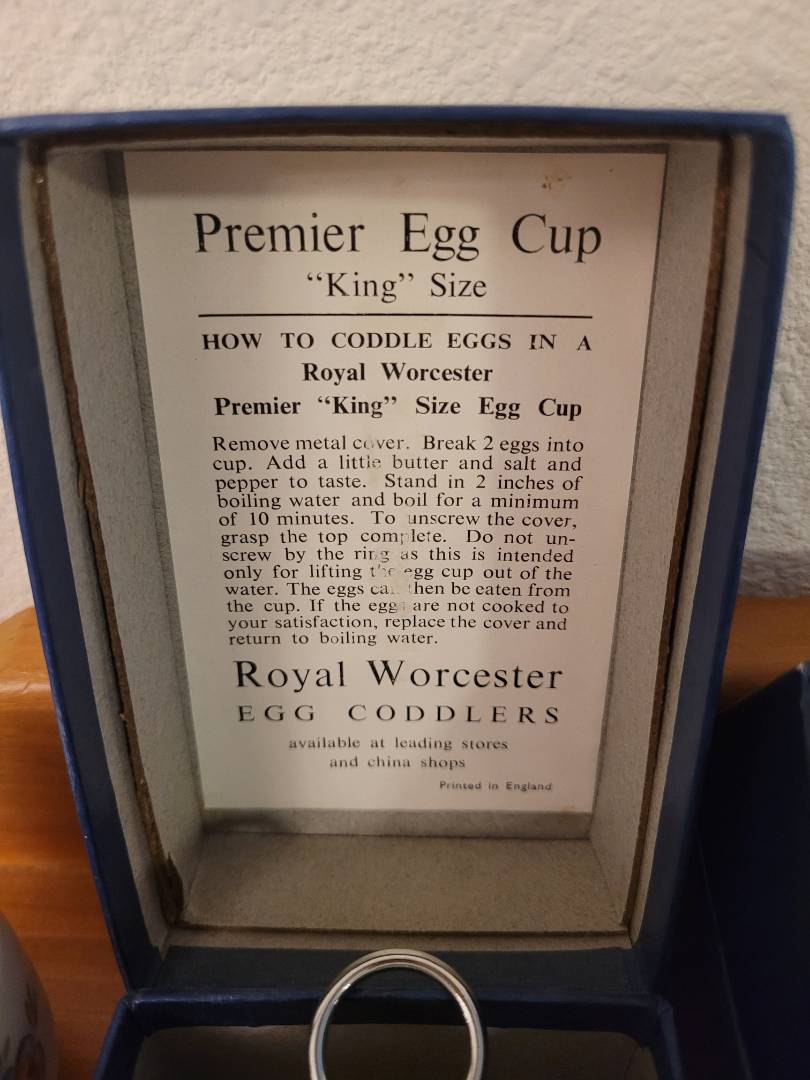 Premier Egg Cup
“King” Size
HOW TO CODDLE EGGS IN A
Royal Worcester
Premier “King” Size Egg Cup
Remove metal cover. Break 2 eggs into
cup. Add a little butter and salt and
pepper to taste. Stand in 2 inches of
boiling water and boil for a minimum
of 10 minutes. To unscrew the cover,
grasp the top complete. Do not un-
screw by the ring as this is intended
only for lifting the egg cup out of the
water. The eggs can then be eaten from
the cup. If the eggs are not cooked to
your satisfaction, replace the cover and
return to boiling water.
Royal Worcester
EGG CODDLERS
available at leading stores
and china shops
Printed in England